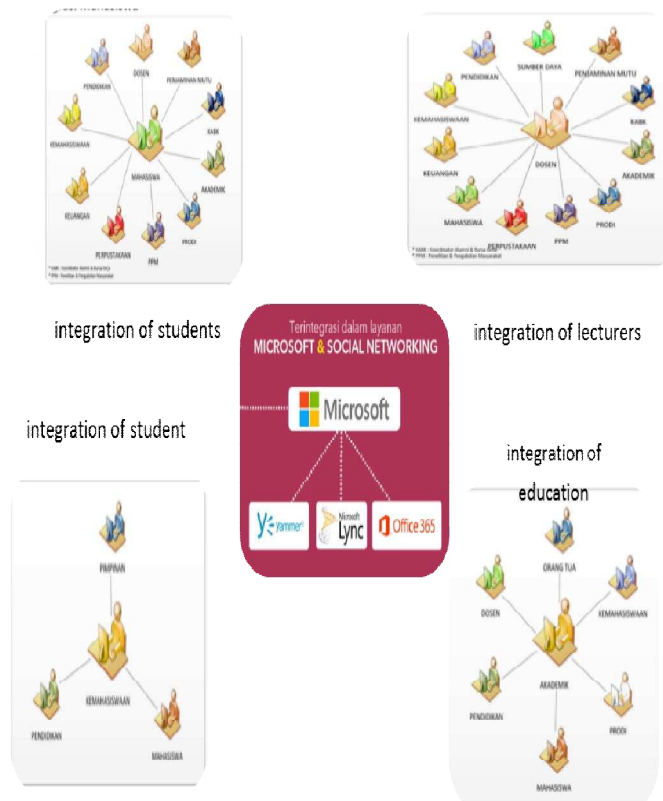 DOSEN
PENDIDIKAN
PENJAMINAN MUTU
KEMAHASISWAAN
KABK
MAHASISWA
AKADEMIK
KEUANGAN
PRODI
PERPUSTAKAAN
PPM
SUMBER DAYA
PENDIDIKAN
PENJAMINAN MUTU
KEMAHASISWAAN
KABK
KEUANGAN
DOSEN
AKADEMIK
MAHASISWA
PRODI
PERPUSTAKAAN
PPM
integration of students
Terintegrasi dalam layanan
MICROSOFT & SOCIAL NETWORKING
Microsoft
Yammer
Microsoft
Lync
Office 365
integration of lecturers
integration of student
PIMPINAN
KEMAHASISWAAN
PENDIDIKAN
MAHASISWA
integration of
education
ORANG TUA
DOSEN
KEMAHASISWAAN
AKADEMIK
PENDIDIKAN
PRODI
MAHASISWA